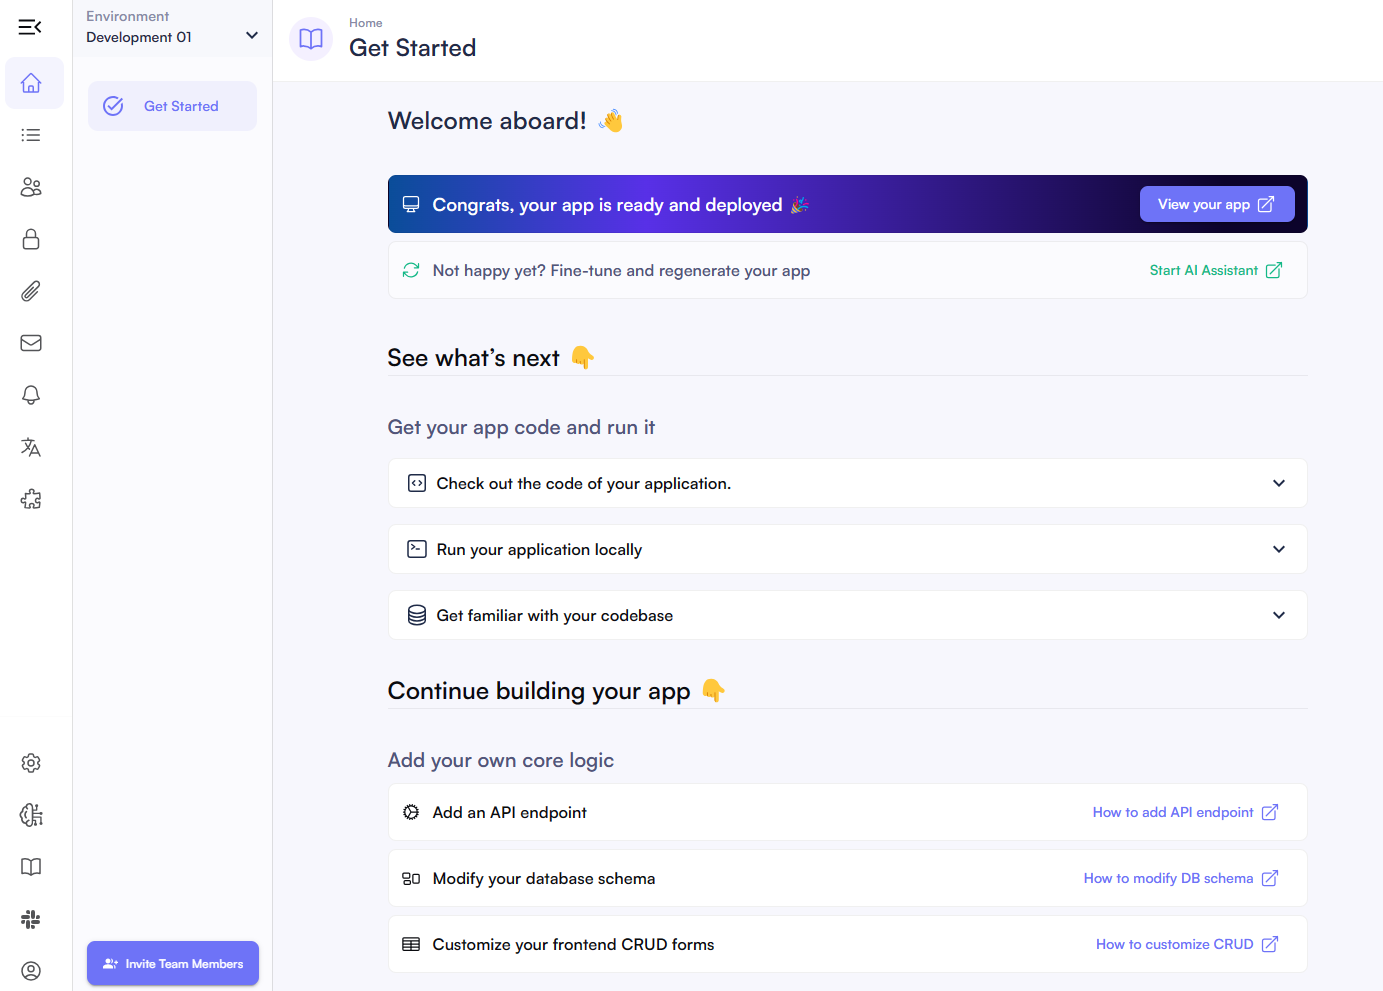 Environment
Development 01
Get Started
Invite Team Members
Home
Get Started
Welcome aboard! 👋
Congrats, your app is ready and deployed 🎉
View your app
Not happy yet? Fine-tune and regenerate your app
Start AI Assistant
See what’s next 👇
Get your app code and run it
Check out the code of your application.
Run your application locally
Get familiar with your codebase
Continue building your app 👇
Add your own core logic
Add an API endpoint
How to add API endpoint
Modify your database schema
How to modify DB schema
Customize your frontend CRUD forms
How to customize CRUD